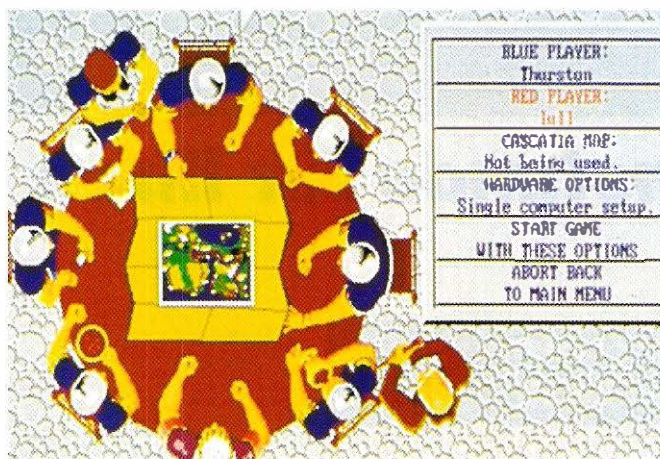 BLUE PLAYER:
Thurston
RED PLAYER:
lull
CASCATIA MAP:
Not being used.
HARDWARE OPTIONS:
Single computer setup.
START GAME
WITH THESE OPTIONS
ABORT BACK
TO MAIN MENU